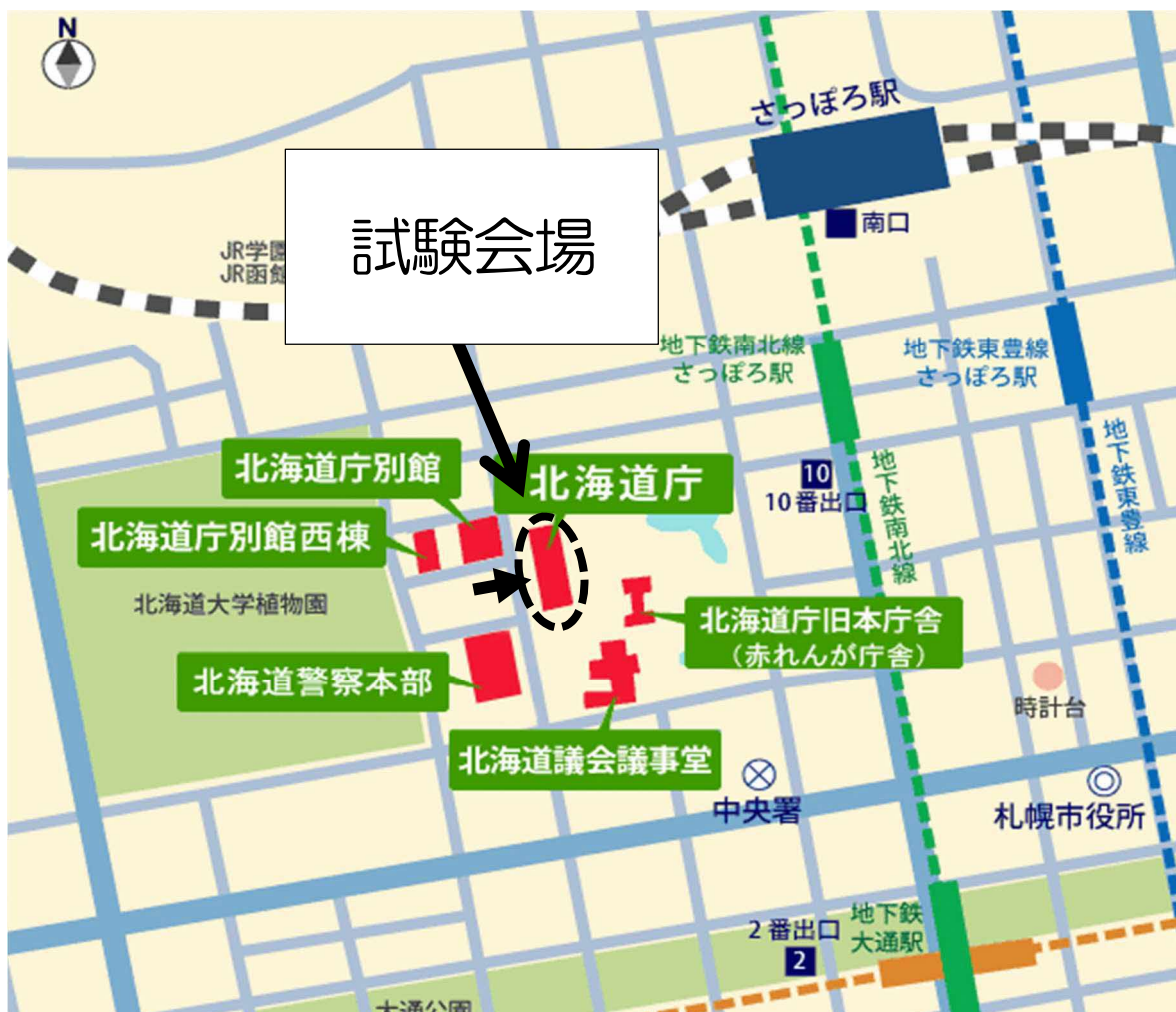 N
さっぽろ駅
試験会場
南口
JR学園
JR函館
地下鉄南北線
さっぽろ駅
地下鉄東豊線
さっぽろ駅
地下鉄東豊線
北海道庁別館
北海道庁
10
10番出口
地下鉄南北線
北海道庁別館西棟
北海道大学植物園
北海道庁旧本庁舎
（赤れんが庁舎）
北海道警察本部
時計台
北海道議会議事堂
中央署
札幌市役所
2番出口
2
地下鉄
大通駅
大通公園